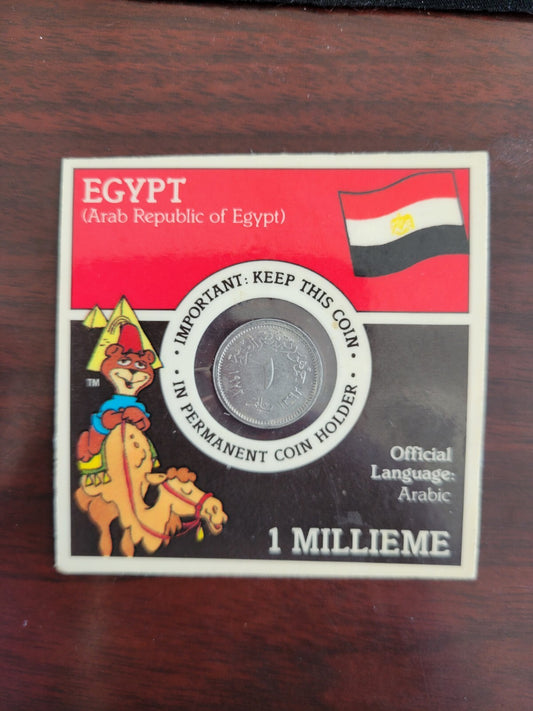 EGYPT
(Arab Republic of Egypt)
• IMPORTANT: KEEP THIS COIN •
IN PERMANENT COIN HOLDER
١
TM
Official
Language:
Arabic
1 MILLIEME